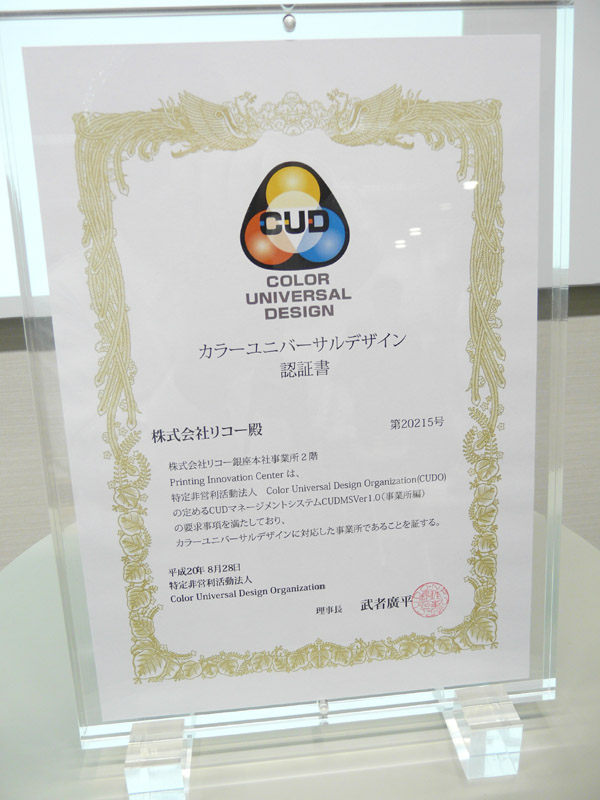 CUD
COLOR
UNIVERSAL
DESIGN
カラーユニバーサルデザイン
認証書
株式会社リコー殿
第20215号
株式会社リコー銀座本社事業所２階
Printing Innovation Center は、
特定非営利活動法人　Color Universal Design Organization(CUDO)
の定めるCUDマネージメントシステムCUDMSVer1.0（事業所編）
の要求事項を満たしており、
カラーユニバーサルデザインに対応した事業所であることを証する。
平成20年 8月28日
特定非営利活動法人
Color Universal Design Organization
理事長　武者廣平